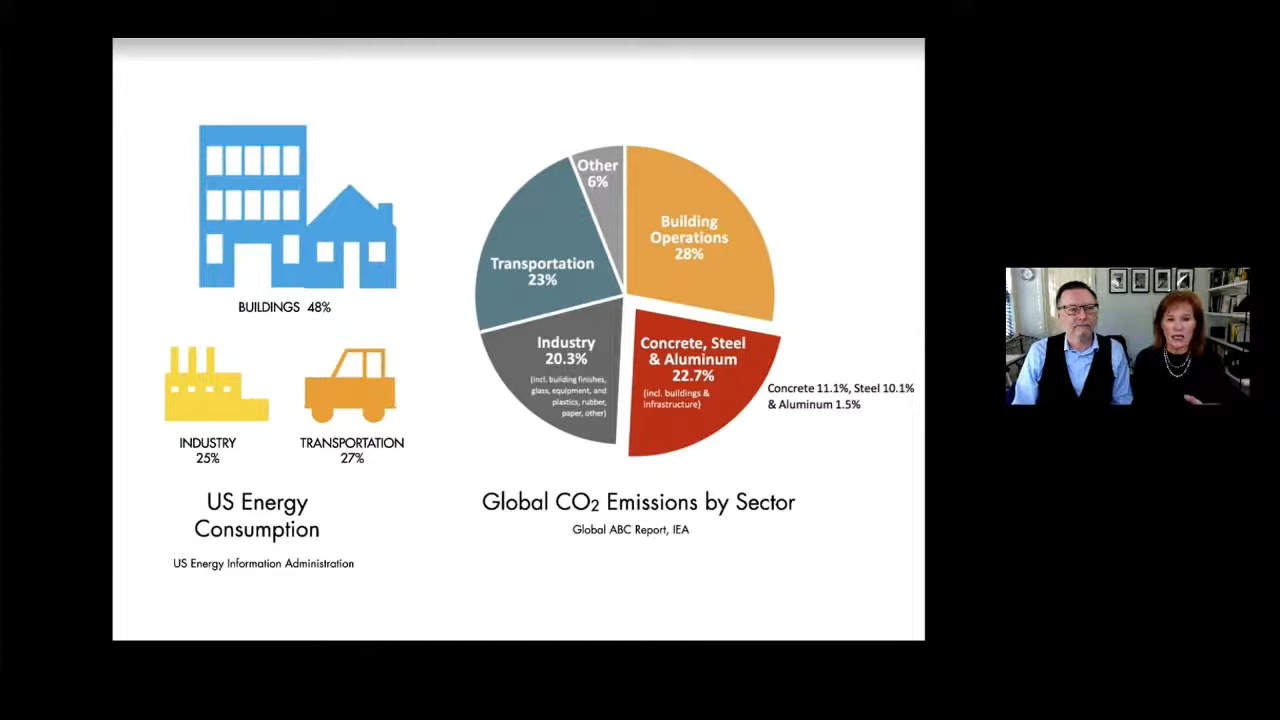 BUILDINGS 48%
INDUSTRY
25%
TRANSPORTATION
27%
US Energy
Consumption
US Energy Information Administration
Other
6%
Building
Operations
28%
Transportation
23%
Industry
20.3%
(incl. building finishes,
glass, equipment, and
plastics, rubber,
paper, other)
Concrete, Steel
& Aluminum
22.7%
(incl. buildings &
infrastructure)
Concrete 11.1%, Steel 10.1%
& Aluminum 1.5%
Global CO₂ Emissions by Sector
Global ABC Report, IEA